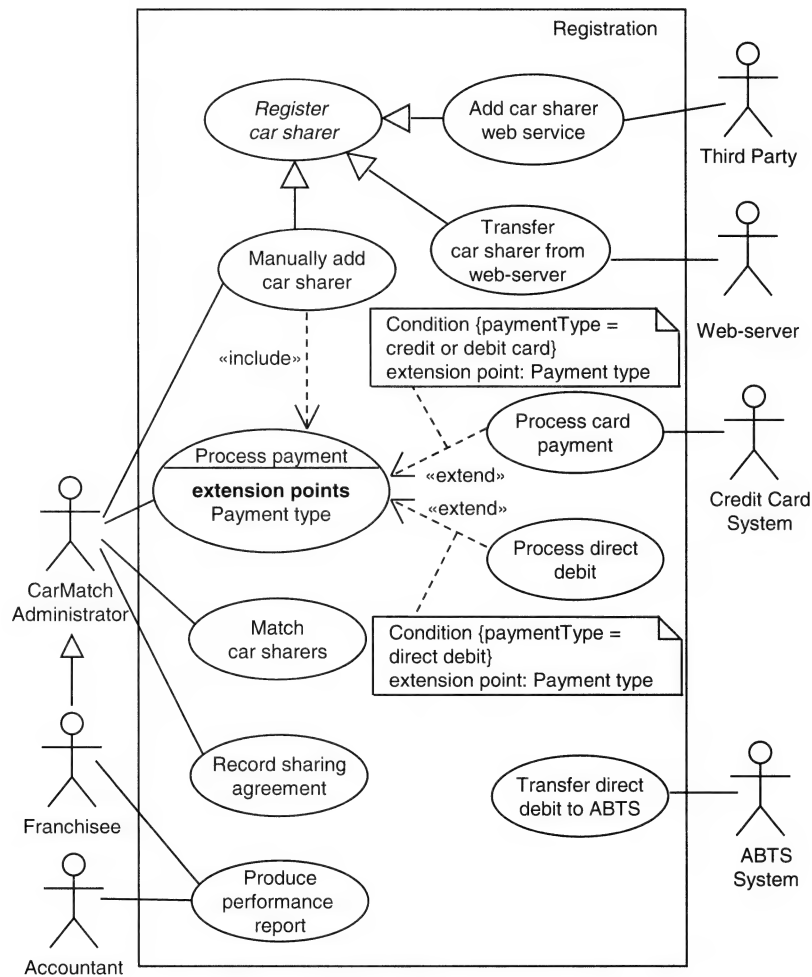 Registration
Register
car sharer
Add car sharer
web service
Third Party
Transfer
car sharer from
web-server
Manually add
car sharer
Web-server
Condition {paymentType =
credit or debit card}
extension point: Payment type
«include»
Process card
payment
Process payment
extension points
Payment type
«extend»
«extend»
Credit Card
System
Process direct
debit
CarMatch
Administrator
Match
car sharers
Condition {paymentType =
direct debit}
extension point: Payment type
Record sharing
agreement
Transfer direct
debit to ABTS
Franchisee
ABTS
System
Produce
performance
report
Accountant